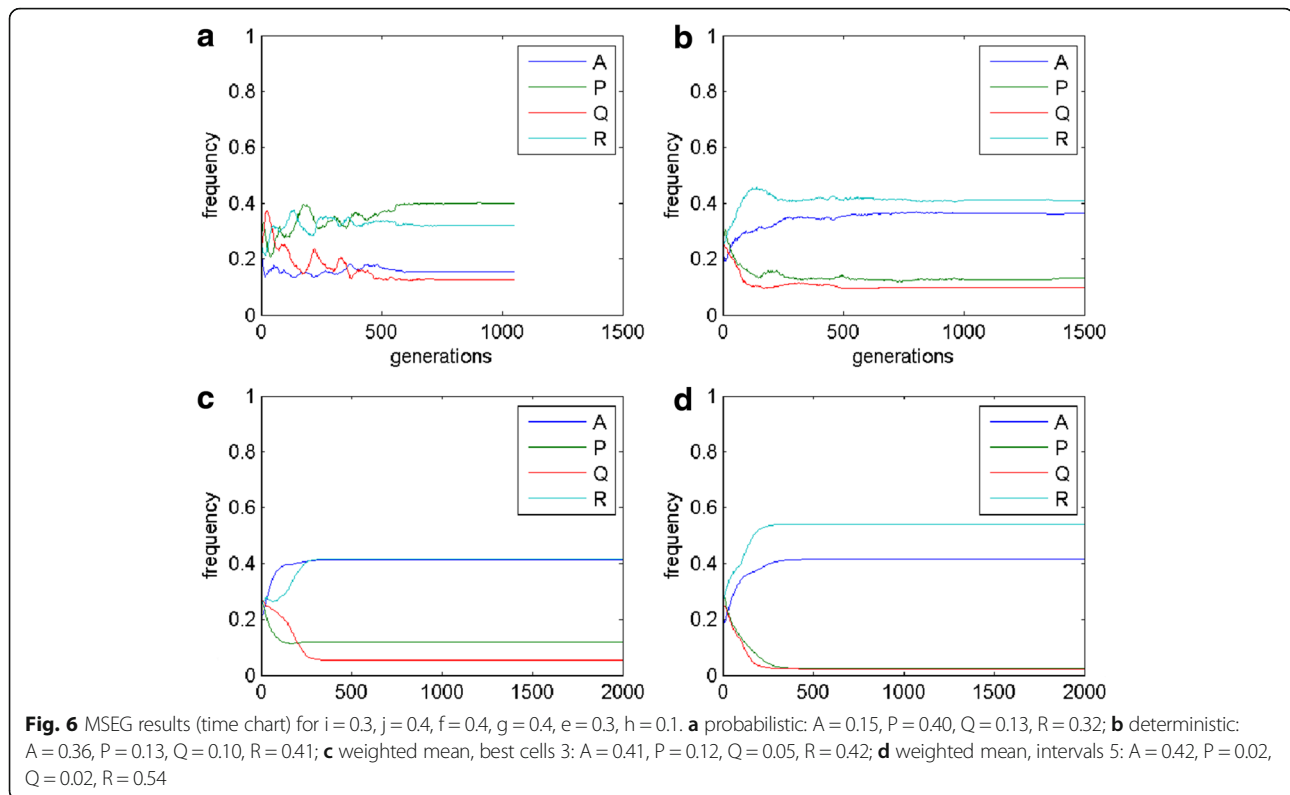 a
1
0.8
0.6
0.4
0.2
0
frequency
A
P
Q
R
0 500 1000 1500
generations
b
1
0.8
0.6
0.4
0.2
0
frequency
A
P
Q
R
0 500 1000 1500
generations
c
1
0.8
0.6
0.4
0.2
0
frequency
A
P
Q
R
0 500 1000 1500 2000
d
1
0.8
0.6
0.4
0.2
0
frequency
A
P
Q
R
0 500 1000 1500 2000
Fig. 6 MSEG results (time chart) for i = 0.3, j = 0.4, f = 0.4, g = 0.4, e = 0.3, h = 0.1. a probabilistic: A = 0.15, P = 0.40, Q = 0.13, R = 0.32; b deterministic:
A = 0.36, P = 0.13, Q = 0.10, R = 0.41; c weighted mean, best cells 3: A = 0.41, P = 0.12, Q = 0.05, R = 0.42; d weighted mean, intervals 5: A = 0.42, P = 0.02,
Q = 0.02, R = 0.54